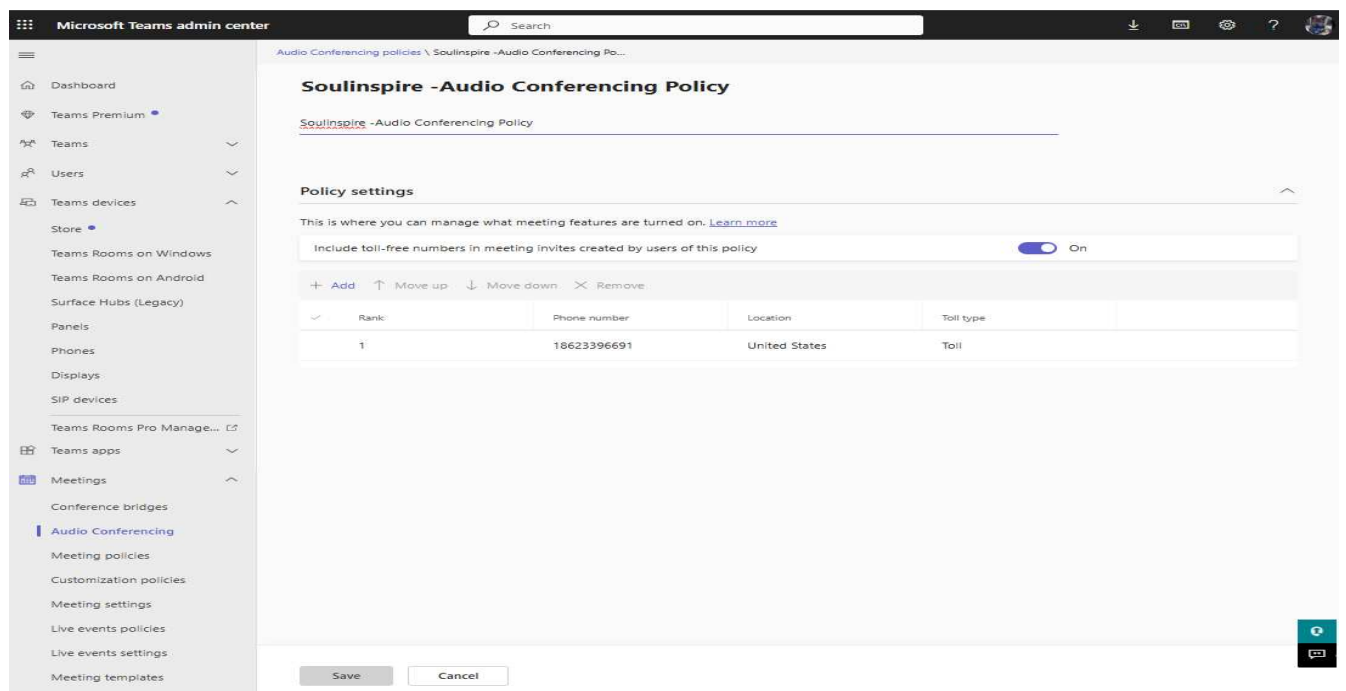 Microsoft Teams admin center
Search
Dashboard
Teams Premium
Teams
Users
Teams devices
Store
Teams Rooms on Windows
Teams Rooms on Android
Surface Hubs (Legacy)
Panels
Phones
Displays
SIP devices
Teams Rooms Pro Manage...
Teams apps
Meetings
Conference bridges
Audio Conferencing
Meeting policies
Customization policies
Meeting settings
Live events policies
Live events settings
Meeting templates
Audio Conferencing policies \ Soulinspire -Audio Conferencing Po...
Soulinspire -Audio Conferencing Policy
Soulinspire -Audio Conferencing Policy
Policy settings
This is where you can manage what meeting features are turned on. Learn more
Include toll-free numbers in meeting invites created by users of this policy On
+ Add ↑ Move up ↓ Move down × Remove
Rank Phone number Location Toll type
1 18623396691 United States Toll
Save Cancel